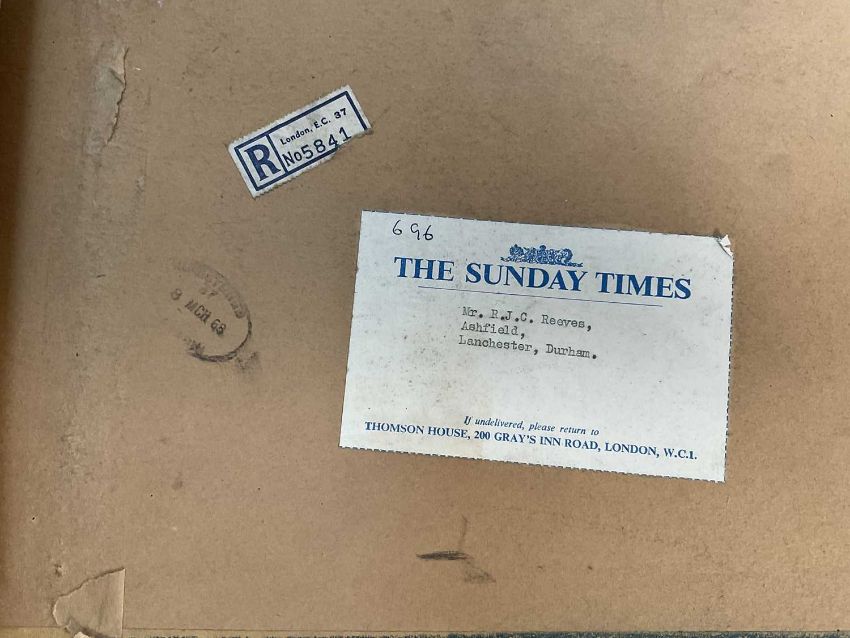 London, E.C. 37
R
No5841
696
THE SUNDAY TIMES
Mr. R.J.C. Reeves,
Ashfield,
Lanchester, Durham.
If undelivered, please return to
THOMSON HOUSE, 200 GRAY'S INN ROAD, LONDON, W.C.1.
8 MCH 68